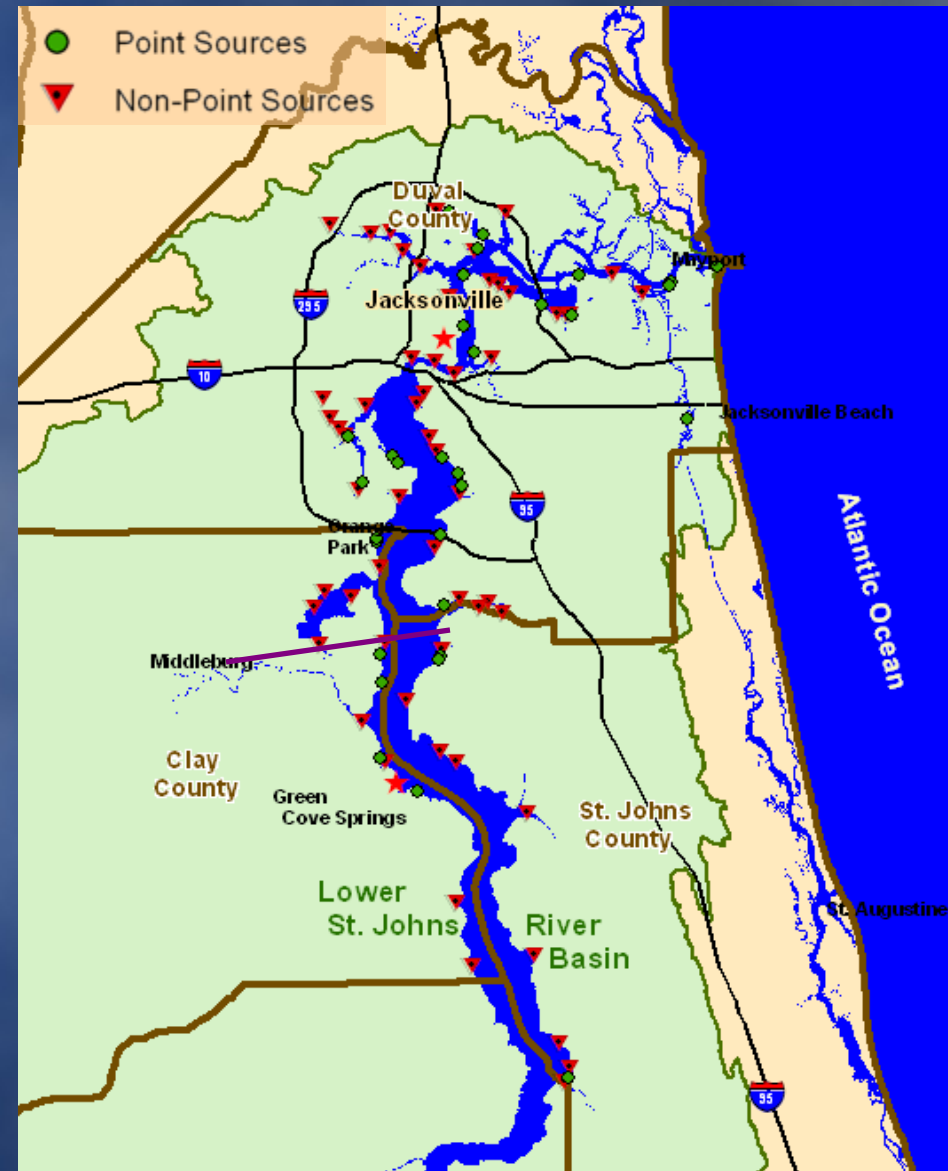 Point Sources
Non-Point Sources
Duval
County
Mayport
295
Jacksonville
10
Jacksonville Beach
95
Orange
Park
Atlantic Ocean
Middleburg
Clay
County
Green
Cove Springs
St. Johns
County
Lower
St. Johns
River
Basin
St. Augustine
95